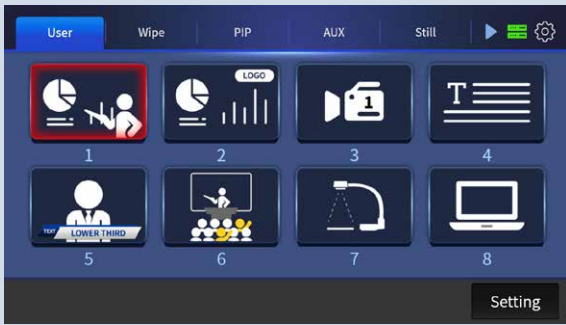 User Wipe PIP AUX Still
LOGO
1
T
1 2 3 4
TEXT LOWER THIRD
5 6 7 8
Setting